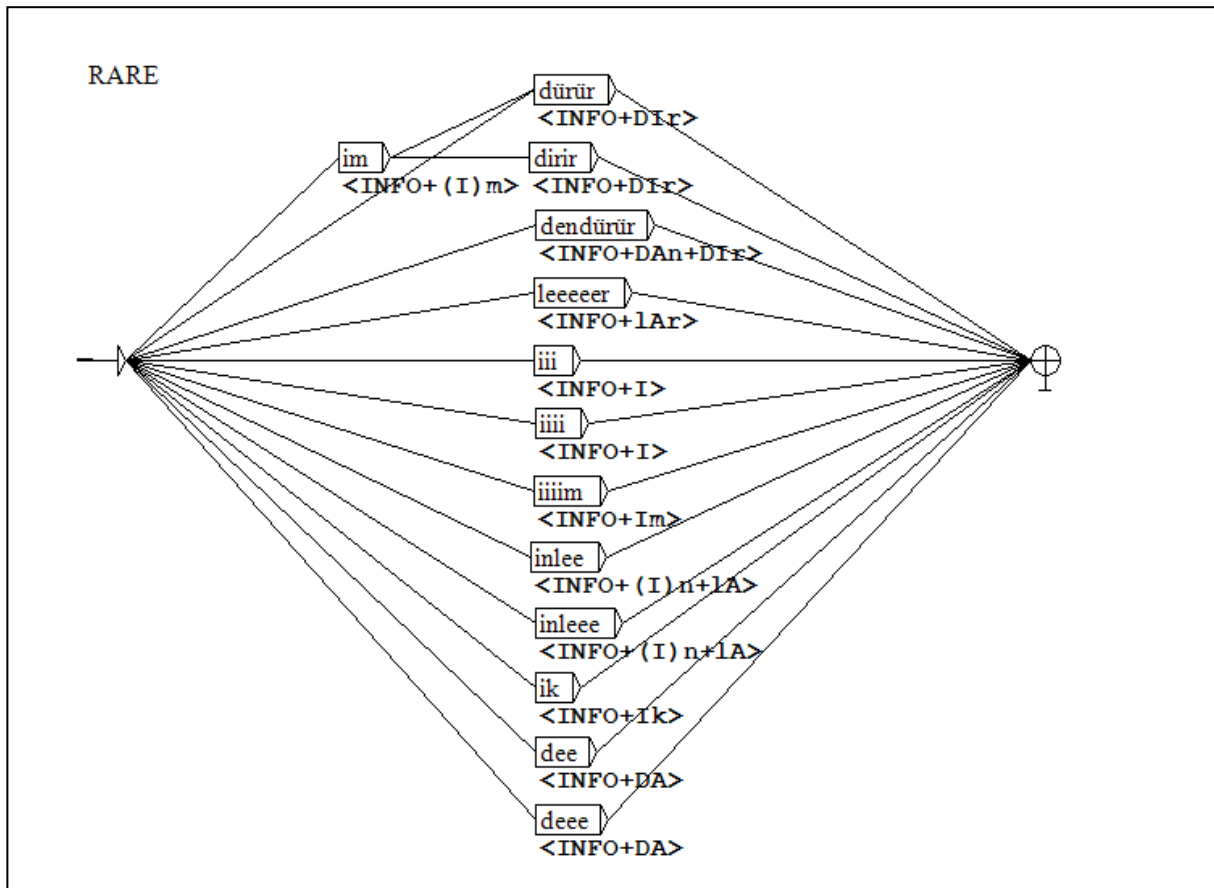 RARE
dürür
<INFO+DIr>
im
<INFO+(I)m>
dirir
<INFO+DIr>
dendürür
<INFO+DAn+DIr>
leeeeer
<INFO+lAr>
iii
<INFO+I>
iiii
<INFO+I>
iiiim
<INFO+Im>
inlee
<INFO+(I)n+lA>
inleee
<INFO+(I)n+lA>
ik
<INFO+Ik>
dee
<INFO+DA>
deee
<INFO+DA>